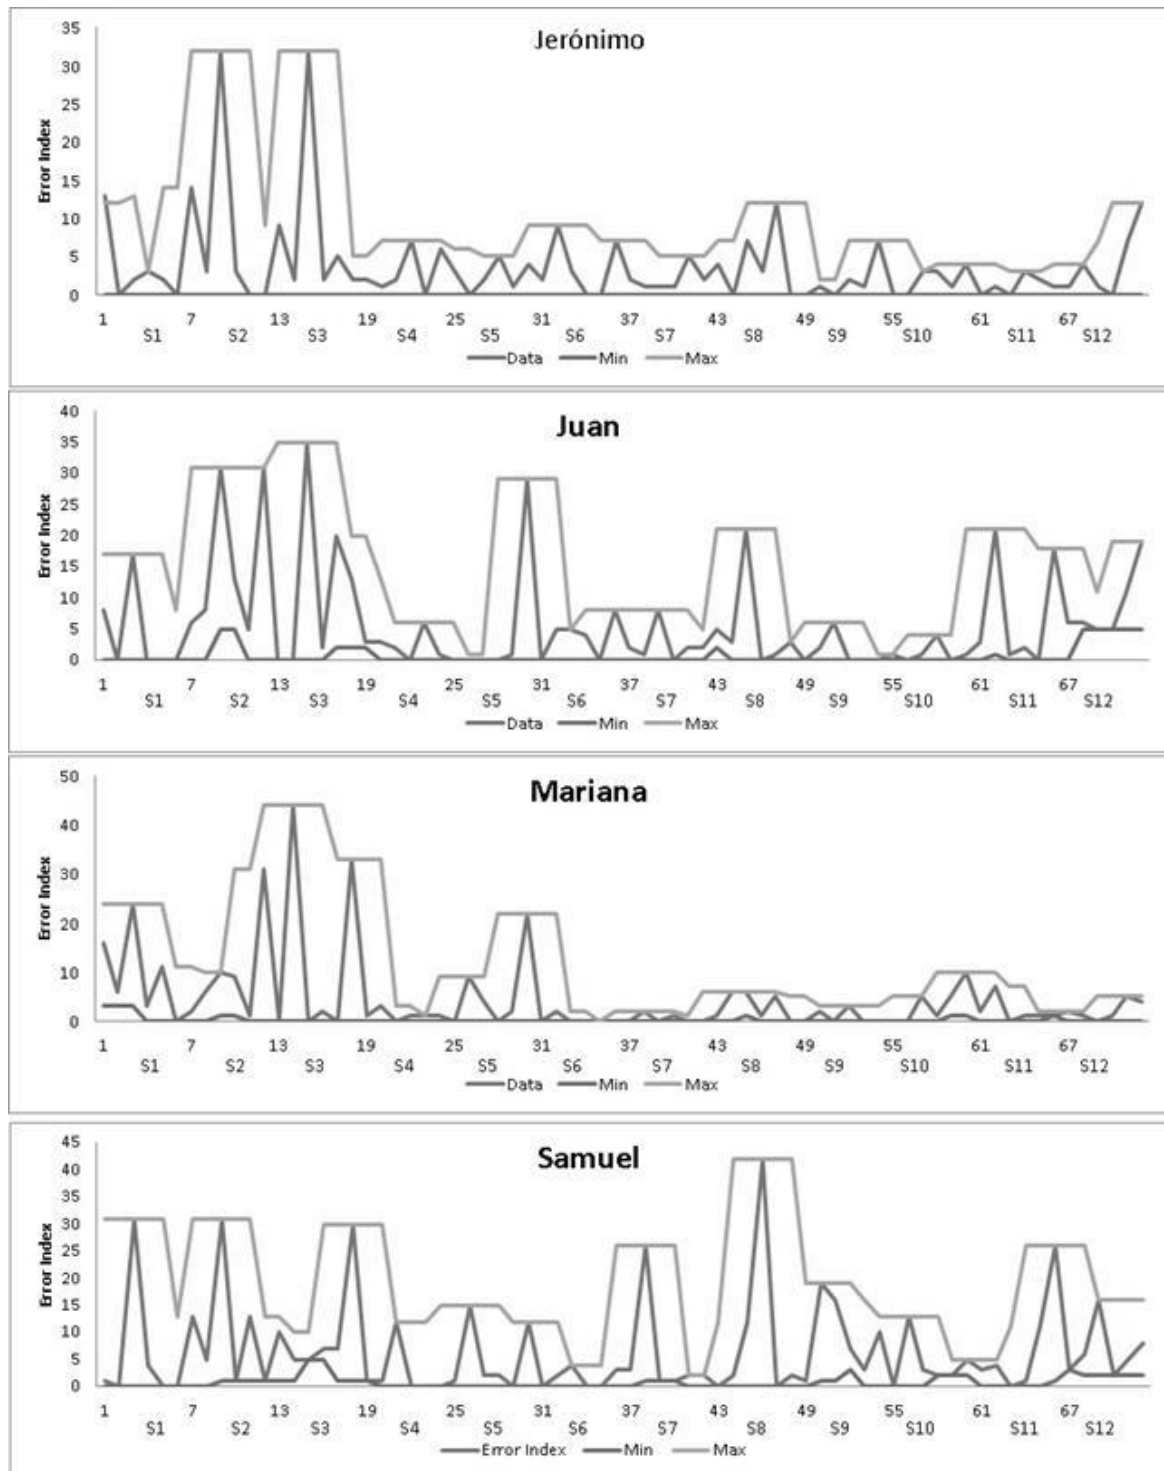 Jerónimo
Error Index
35
30
25
20
15
10
5
0
1 7 13 19 25 31 37 43 49 55 61 67
S1 S2 S3 S4 S5 S6 S7 S8 S9 S10 S11 S12
Data Min Max
Juan
Error Index
40
35
30
25
20
15
10
5
0
1 7 13 19 25 31 37 43 49 55 61 67
S1 S2 S3 S4 S5 S6 S7 S8 S9 S10 S11 S12
Data Min Max
Mariana
Error Index
50
40
30
20
10
0
1 7 13 19 25 31 37 43 49 55 61 67
S1 S2 S3 S4 S5 S6 S7 S8 S9 S10 S11 S12
Data Min Max
Samuel
Error Index
45
40
35
30
25
20
15
10
5
0
1 7 13 19 25 31 37 43 49 55 61 67
S1 S2 S3 S4 S5 S6 S7 S8 S9 S10 S11 S12
Error Index Min Max